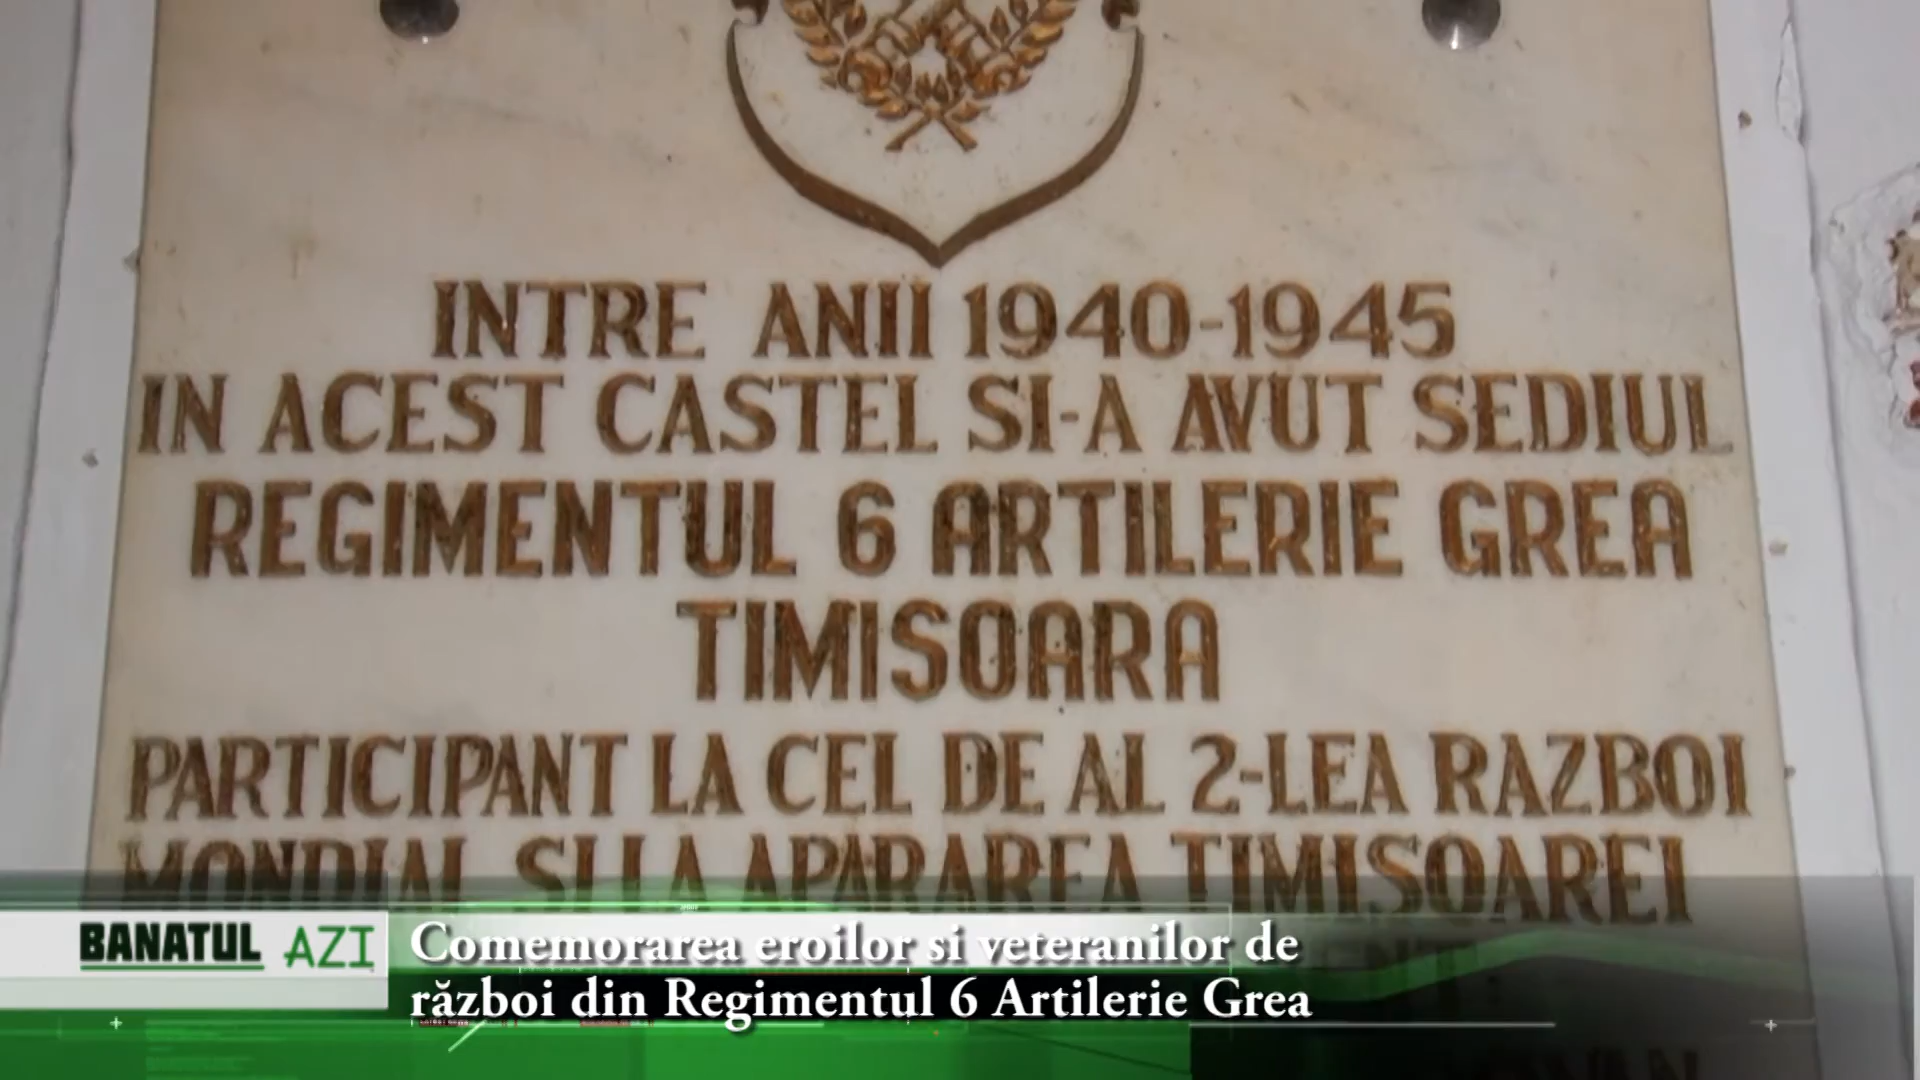 INTRE ANII 1940-1945
IN ACEST CASTEL SI-A AVUT SEDIUL
REGIMENTUL 6 ARTILERIE GREA
TIMISOARA
PARTICIPANT LA CEL DE AL 2-LEA RAZBOI
MONDIAL SI LA APARAREA TIMISOAREI
BANATUL AZI
Comemorarea eroilor si veteranilor de
război din Regimentul 6 Artilerie Grea